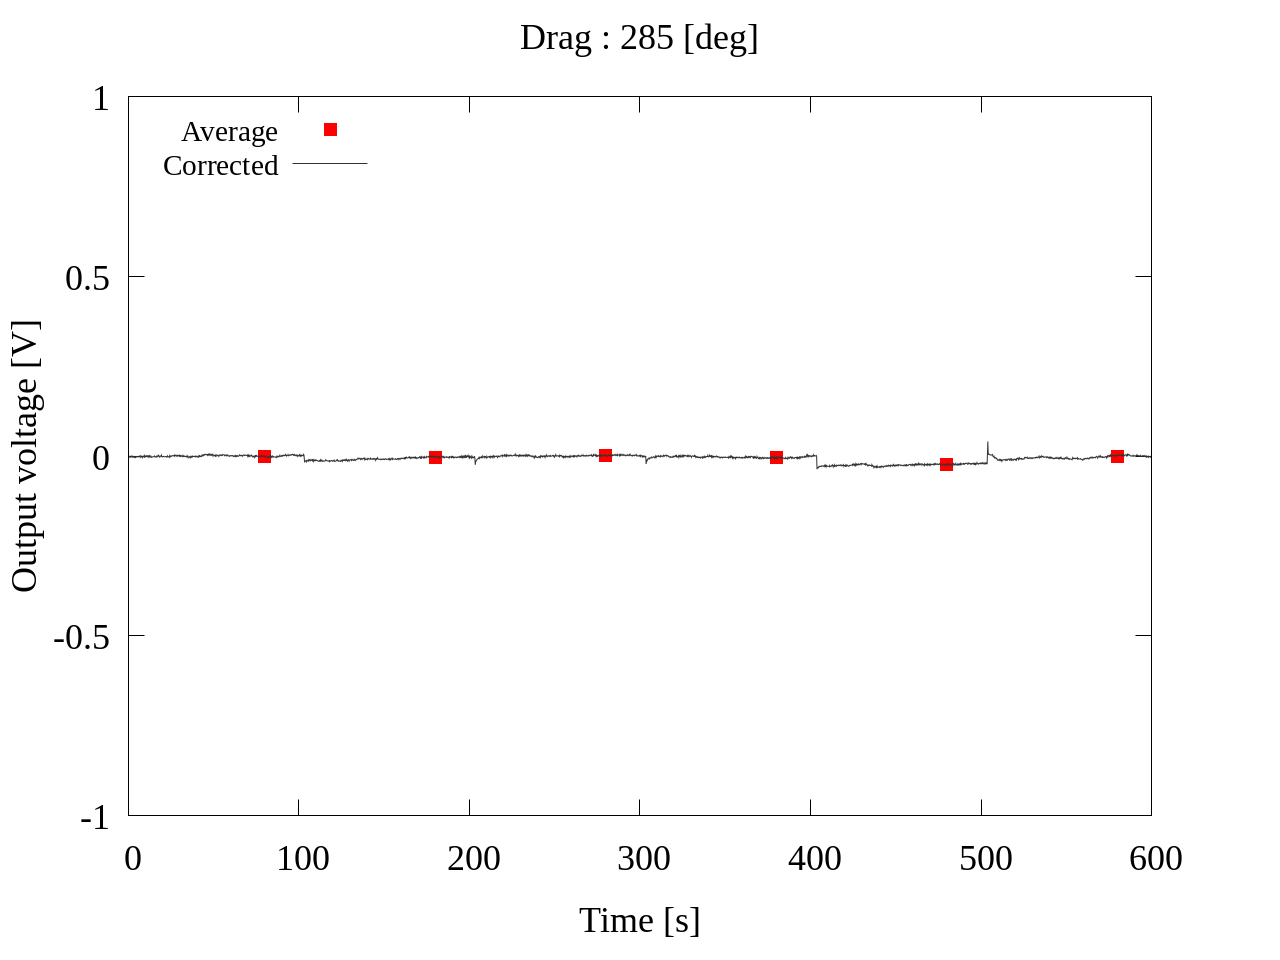 Drag : 285 [deg]
1
Average
Corrected
0.5
0
-0.5
-1
Output voltage [V]
0 100 200 300 400 500 600
Time [s]